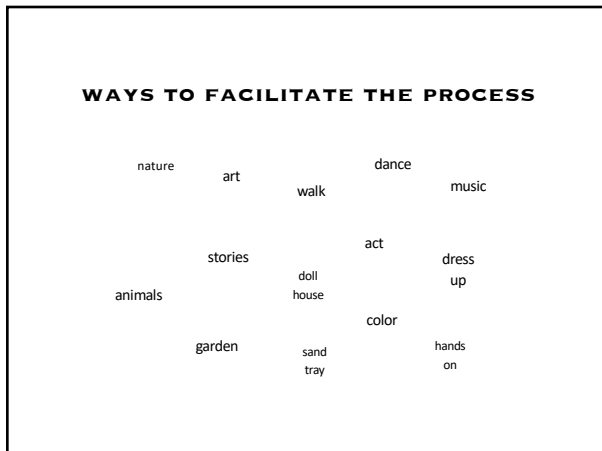 WAYS TO FACILITATE THE PROCESS
nature
art
walk
dance
music
stories
act
dress
up
doll
house
animals
color
garden
sand
tray
hands
on